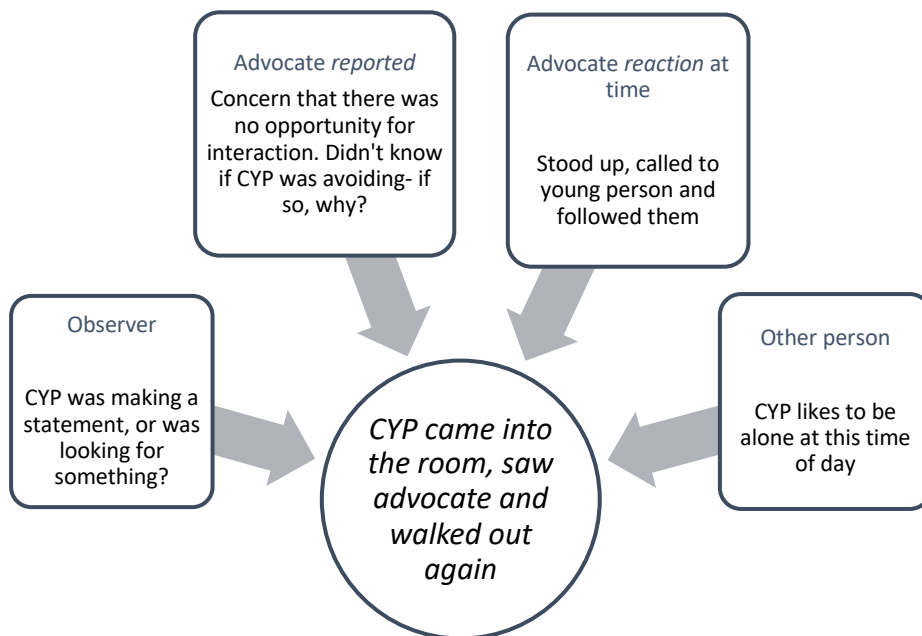 Advocate reported
Concern that there was
no opportunity for
interaction. Didn't know
if CYP was avoiding- if
so, why?
Advocate reaction at
time
Stood up, called to
young person and
followed them
Observer
CYP was making a
statement, or was
looking for
something?
Other person
CYP likes to be
alone at this time
of day
CYP came into
the room, saw
advocate and
walked out
again